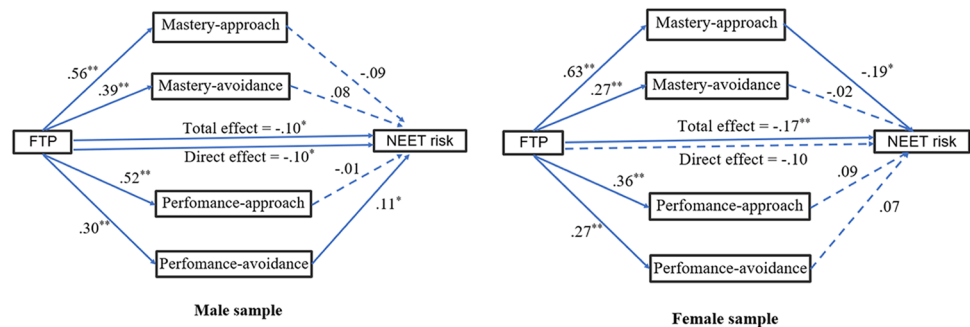 Mastery-approach
.56**
-.09
Mastery-avoidance
.39**
.08
Total effect = -.10*
FTP
NEET risk
Direct effect = -.10*
.52**
-.01
Perfomance-approach
.30**
.11*
Perfomance-avoidance
Male sample
Mastery-approach
.63**
-.19*
Mastery-avoidance
.27**
-.02
Total effect = -.17**
FTP
NEET risk
Direct effect = -.10
.36**
.09
Perfomance-approach
.27**
.07
Perfomance-avoidance
Female sample